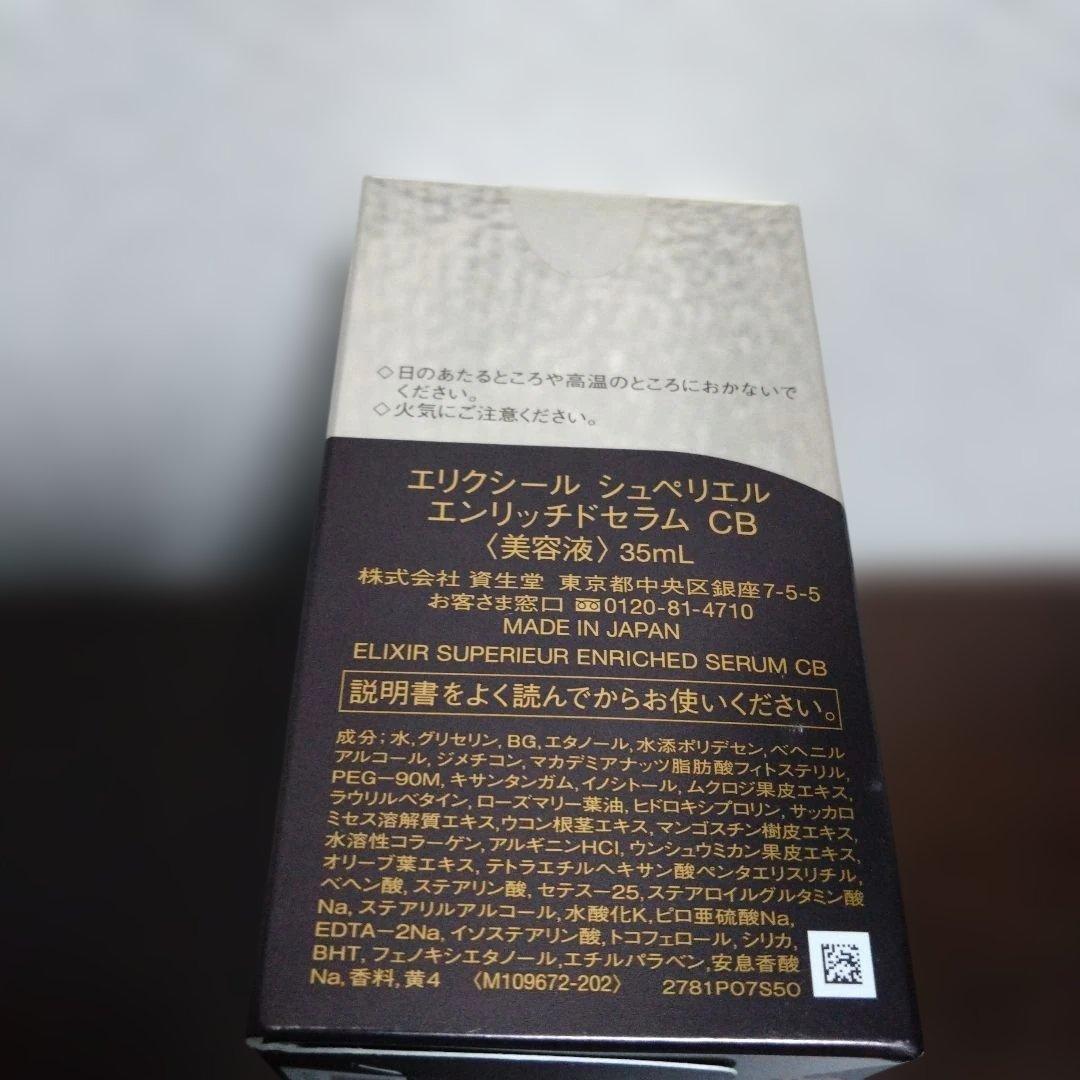 ◇日のあたるところや高温のところにおかないで
ください。
◇火気にご注意ください。
エリクシール シュペリエル
エンリッチドセラム CB
〈美容液〉35mL
株式会社 資生堂 東京都中央区銀座7-5-5
お客さま窓口 0120-81-4710
MADE IN JAPAN
ELIXIR SUPERIEUR ENRICHED SERUM CB
説明書をよく読んでからお使いください。
成分;水,グリセリン,BG,エタノール,水添ポリデセン,ベヘニル
アルコール,ジメチコン,マカデミアナッツ脂肪酸フィトステリル,
PEG-90M,キサンタンガム,イノシトール,ムクロジ果皮エキス,
ラウリルベタイン,ローズマリー葉油,ヒドロキシプロリン,サッカロ
ミセス溶解質エキス,ウコン根茎エキス,マンゴスチン樹皮エキス,
水溶性コラーゲン,アルギニンHCl,ウンシュウミカン果皮エキス,
オリーブ葉エキス,テトラエチルヘキサン酸ペンタエリスリチル,
ベヘン酸,ステアリン酸,セテス-25,ステアロイルグルタミン酸
Na,ステアリルアルコール,水酸化K,ピロ亜硫酸Na,
EDTA-2Na,イソステアリン酸,トコフェロール,シリカ,
BHT,フェノキシエタノール,エチルパラベン,安息香酸
Na,香料,黄4 〈M109672-202〉 2781P07S50